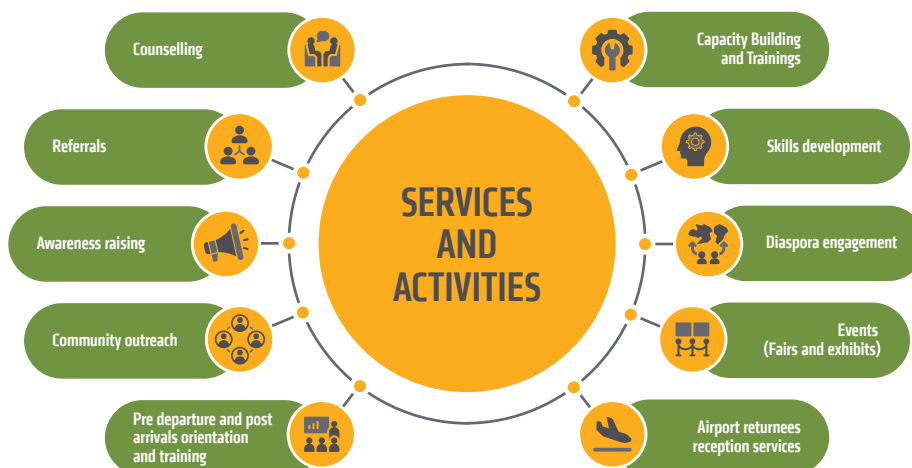 Counselling
Referrals
Awareness raising
Community outreach
Pre departure and post
arrivals orientation
and training
SERVICES
AND
ACTIVITIES
Capacity Building
and Trainings
Skills development
Diaspora engagement
Events
(Fairs and exhibits)
Airport returnees
reception services